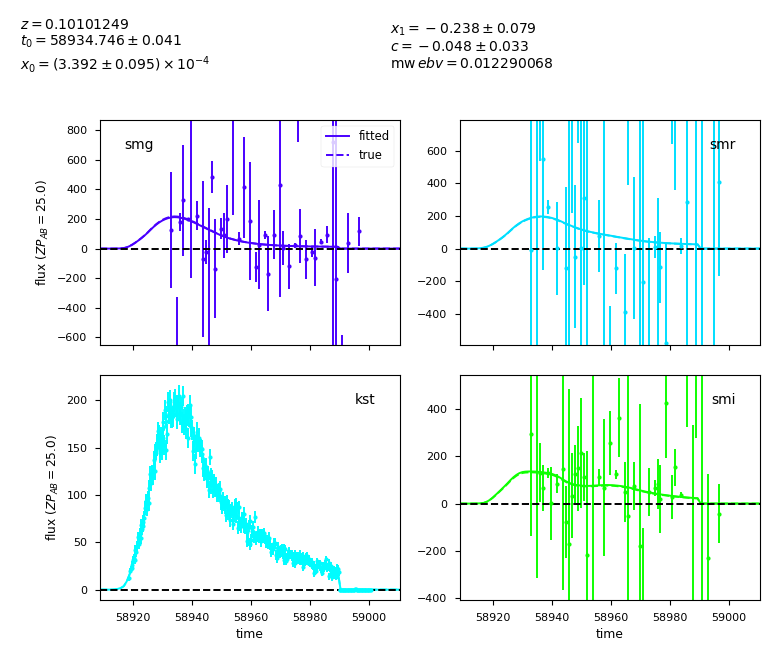 z = 0.10101249
t₀ = 58934.746 ± 0.041
x₀ = (3.392 ± 0.095) × 10⁻⁴
x₁ = −0.238 ± 0.079
c = −0.048 ± 0.033
mw ebv = 0.012290068
smg
fitted
true
flux (ZP_AB = 25.0)
800
600
400
200
0
−200
−400
−600
smr
600
400
200
0
−200
−400
kst
flux (ZP_AB = 25.0)
200
150
100
50
0
58920 58940 58960 58980 59000
time
smi
400
200
0
−200
−400
58920 58940 58960 58980 59000
time